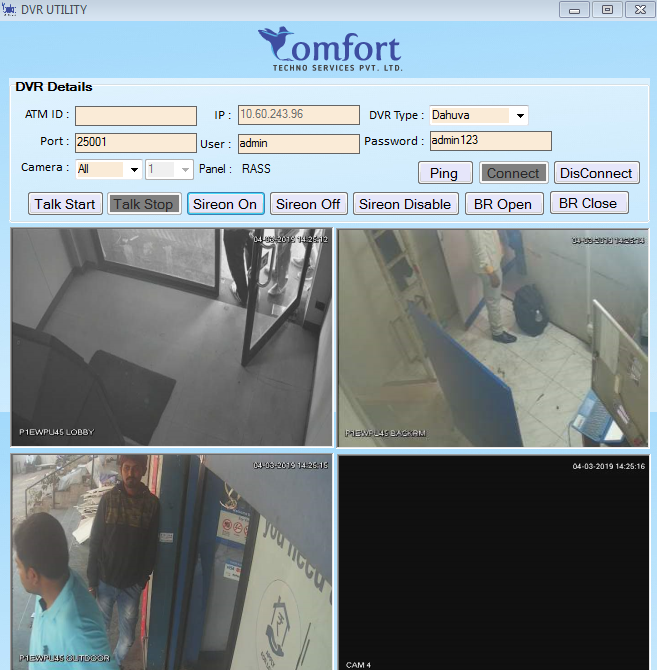 DVR UTILITY
Comfort
TECHNO SERVICES PVT. LTD.
DVR Details
ATM ID :
IP : 10.60.243.96
DVR Type : Dahuva
Port : 25001
User : admin
Password : admin123
Camera : All 1
Panel : RASS
Ping Connect DisConnect
Talk Start Talk Stop Sireon On Sireon Off Sireon Disable BR Open BR Close
04-03-2019 14:25:12
P1EWPU45 LOBBY
04-03-2019 14:25:14
P1EWPU45 BACKRM
04-03-2019 14:25:15
you need
P1EWPU45 OUTDOOR
04-03-2019 14:25:16
CAM 4